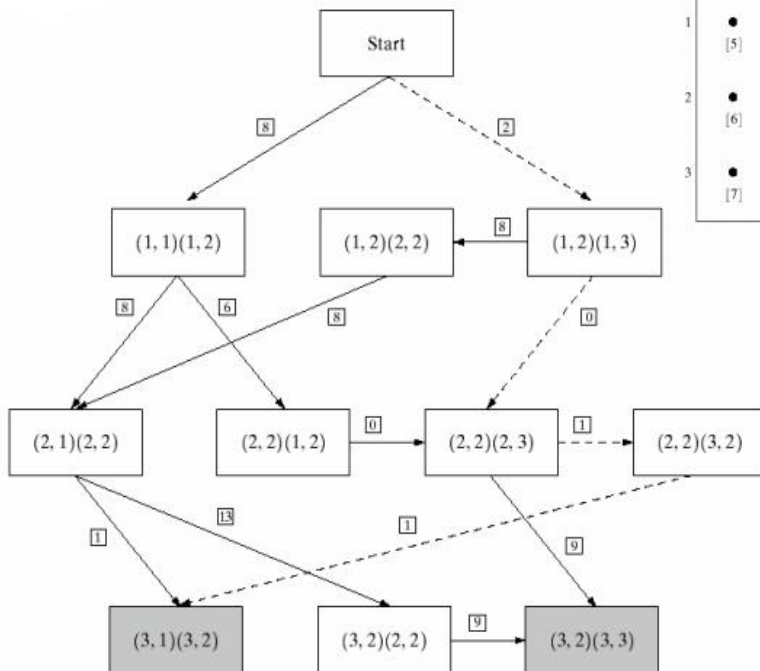 1
[5]
Start
2
[6]
8
2
3
[7]
(1, 1)(1, 2)
(1, 2)(2, 2)
8
(1, 2)(1, 3)
8
6
8
0
(2, 1)(2, 2)
(2, 2)(1, 2)
0
(2, 2)(2, 3)
1
(2, 2)(3, 2)
1
13
1
9
(3, 1)(3, 2)
(3, 2)(2, 2)
9
(3, 2)(3, 3)